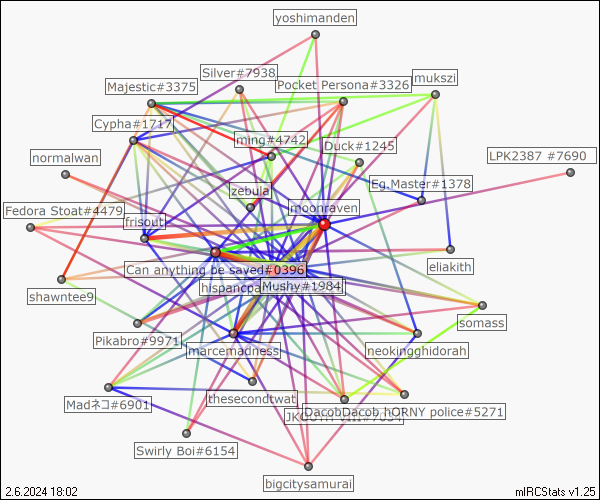 yoshimanden
Silver#7938
Majestic#3375
Pocket Persona#3326
mukszi
Cypha#1717
ming#4742
Duck#1245
normalwan
LPK2387 #7690
zebula
Eg.Master#1378
Fedora Stoat#4479
frisout
moonraven
Can anything be saved#0396
eliakith
shawntee9
Mushy#1984
somass
Pikabro#9971
marcemadness
neokingghidorah
thesecondtwat
Madネコ#6901
DacobDacob hORNY police#5271
Swirly Boi#6154
bigcitysamurai
2.6.2024 18:02
mIRCStats v1.25